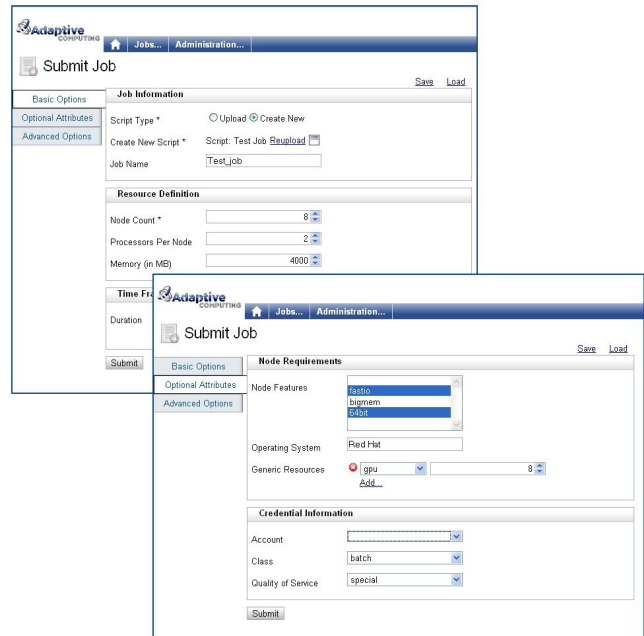 Adaptive
COMPUTING
Jobs... Administration...
Submit Job
Save Load
Basic Options
Optional Attributes
Advanced Options
Job Information
Script Type * Upload Create New
Create New Script * Script: Test Job Reupload
Job Name Test_job
Resource Definition
Node Count * 8
Processors Per Node 2
Memory (in MB) 4000
Time Fra
Duration
Submit
Adaptive
COMPUTING
Jobs... Administration...
Submit Job
Save Load
Basic Options
Optional Attributes
Advanced Options
Node Requirements
Node Features
fastio
bigmem
64bit
Operating System Red Hat
Generic Resources gpu 8
Add...
Credential Information
Account
Class batch
Quality of Service special
Submit